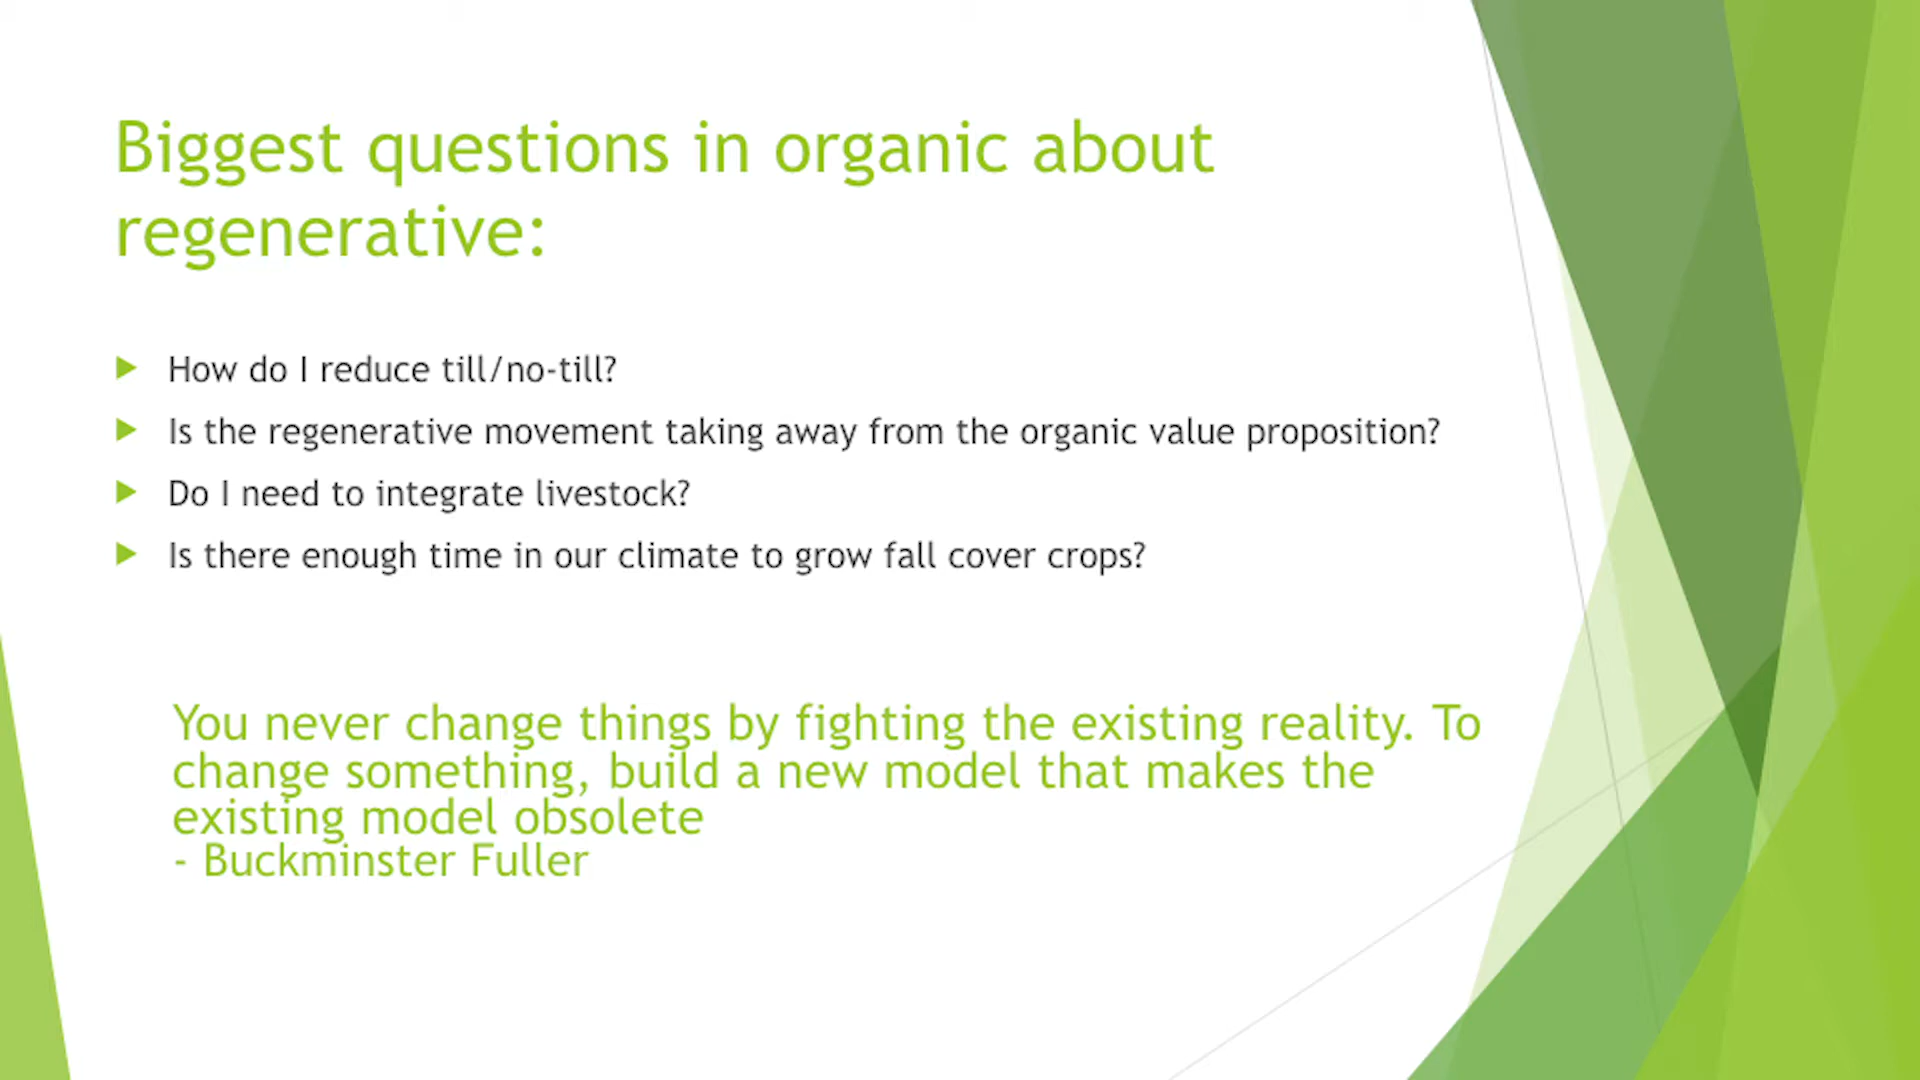 Biggest questions in organic about
regenerative:
How do I reduce till/no-till?
Is the regenerative movement taking away from the organic value proposition?
Do I need to integrate livestock?
Is there enough time in our climate to grow fall cover crops?
You never change things by fighting the existing reality. To
change something, build a new model that makes the
existing model obsolete
- Buckminster Fuller